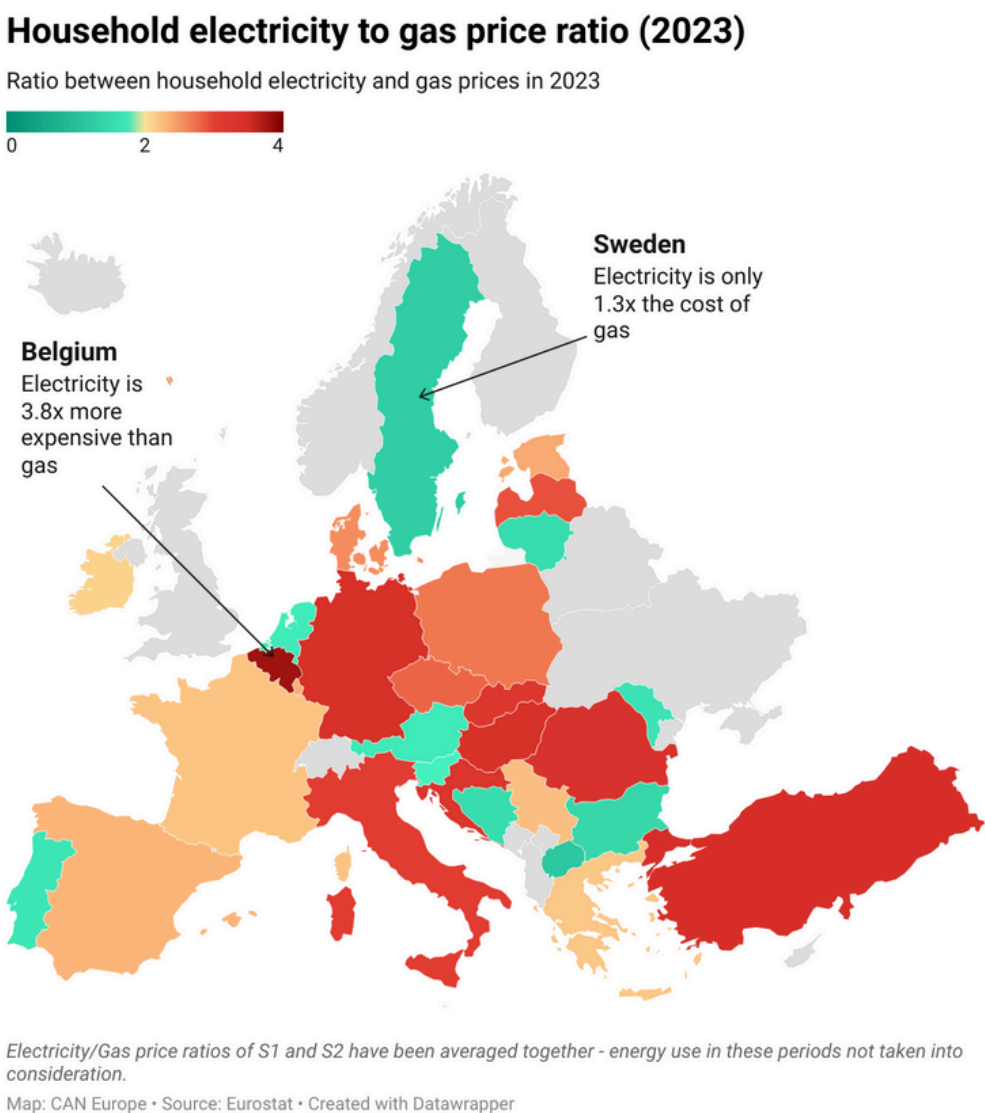 Household electricity to gas price ratio (2023)
Ratio between household electricity and gas prices in 2023
0 2 4
Sweden
Electricity is only
1.3x the cost of
gas
Belgium
Electricity is
3.8x more
expensive than
gas
Electricity/Gas price ratios of S1 and S2 have been averaged together - energy use in these periods not taken into
consideration.
Map: CAN Europe • Source: Eurostat • Created with Datawrapper